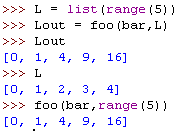 >>> L = list(range(5))
>>> Lout = foo(bar,L)
>>> Lout
[0, 1, 4, 9, 16]
>>> L
[0, 1, 2, 3, 4]
>>> foo(bar,range(5))
[0, 1, 4, 9, 16]